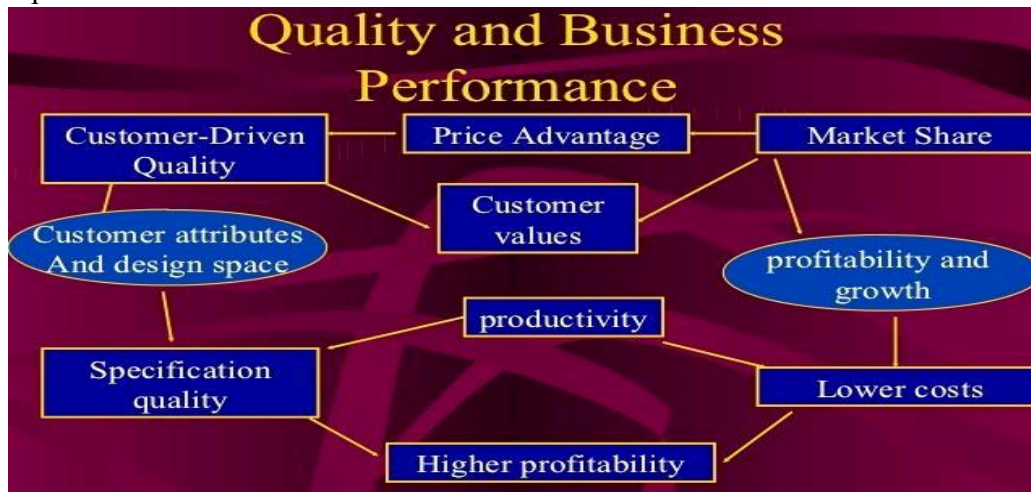 Quality and Business
Performance
Customer-Driven
Quality
Price Advantage
Market Share
Customer
values
Customer attributes
And design space
profitability and
growth
productivity
Specification
quality
Lower costs
Higher profitability